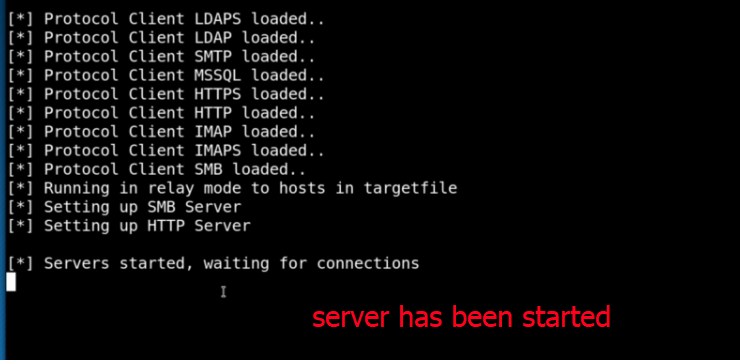 [*] Protocol Client LDAPS loaded..
[*] Protocol Client LDAP loaded..
[*] Protocol Client SMTP loaded..
[*] Protocol Client MSSQL loaded..
[*] Protocol Client HTTPS loaded..
[*] Protocol Client HTTP loaded..
[*] Protocol Client IMAP loaded..
[*] Protocol Client IMAPS loaded..
[*] Protocol Client SMB loaded..
[*] Running in relay mode to hosts in targetfile
[*] Setting up SMB Server
[*] Setting up HTTP Server
[*] Servers started, waiting for connections
server has been started